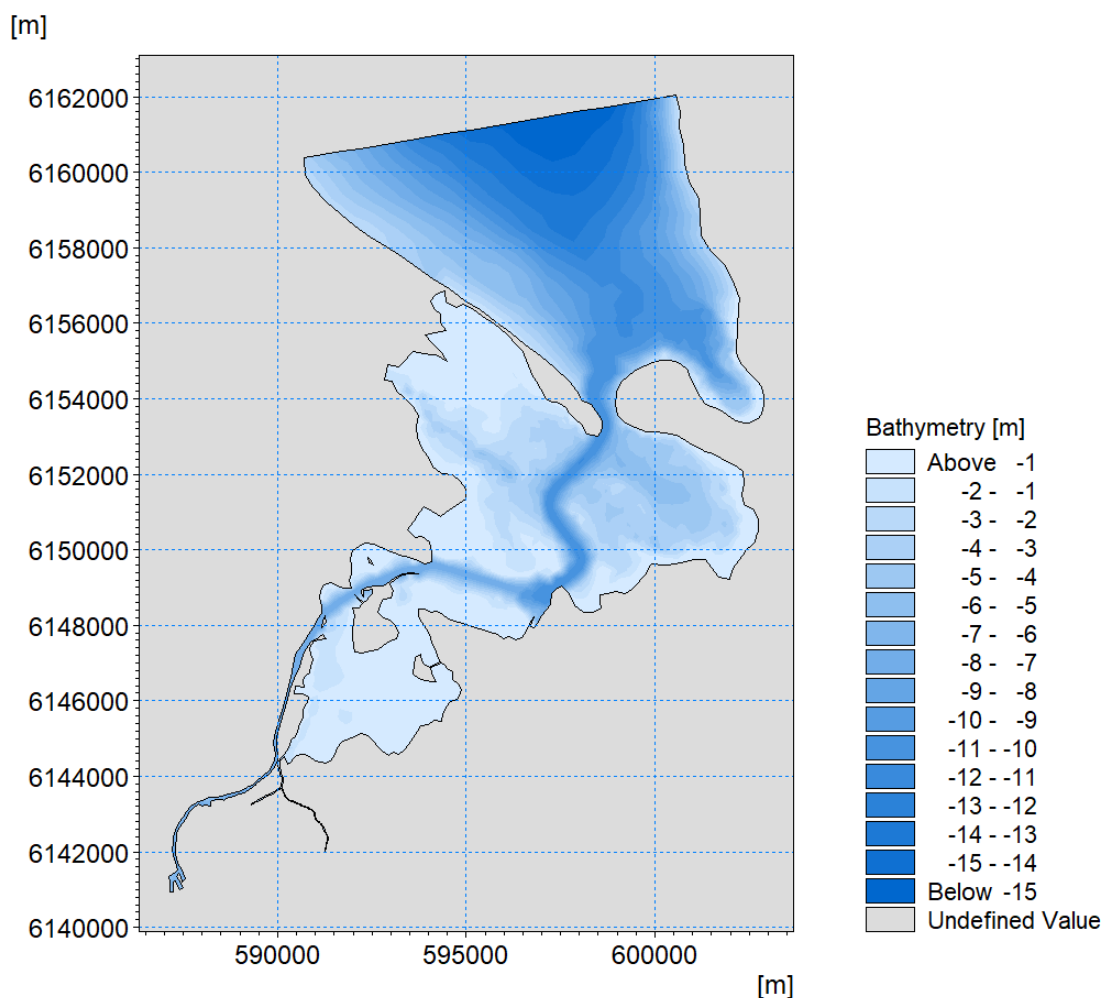 [m]
6162000
6160000
6158000
6156000
6154000
6152000
6150000
6148000
6146000
6144000
6142000
6140000
590000 595000 600000
[m]
Bathymetry [m]
Above -1
-2 - -1
-3 - -2
-4 - -3
-5 - -4
-6 - -5
-7 - -6
-8 - -7
-9 - -8
-10 - -9
-11 - -10
-12 - -11
-13 - -12
-14 - -13
-15 - -14
Below -15
Undefined Value